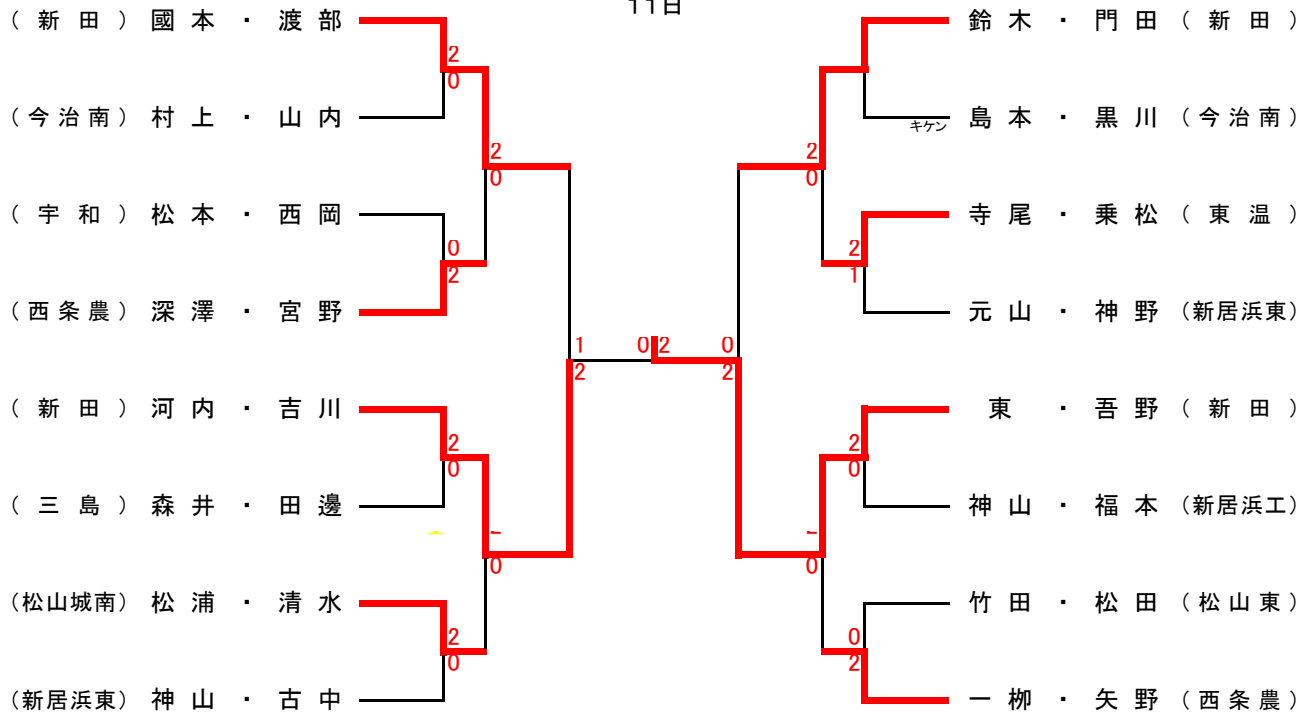 11日
(新田) 國本・渡部
鈴木・門田 (新田)
2
0
(今治南) 村上・山内
キケン 島本・黒川 (今治南)
2
0
2
0
(宇和) 松本・西岡
寺尾・乗松 (東温)
0
2
2
1
(西条農) 深澤・宮野
元山・神野 (新居浜東)
1 0 2 0
2 2
(新田) 河内・吉川
東・吾野 (新田)
2
0
2
0
(三島) 森井・田邊
神山・福本 (新居浜工)
0
0
(松山城南) 松浦・清水
竹田・松田 (松山東)
2
0
0
2
(新居浜東) 神山・古中
一栁・矢野 (西条農)